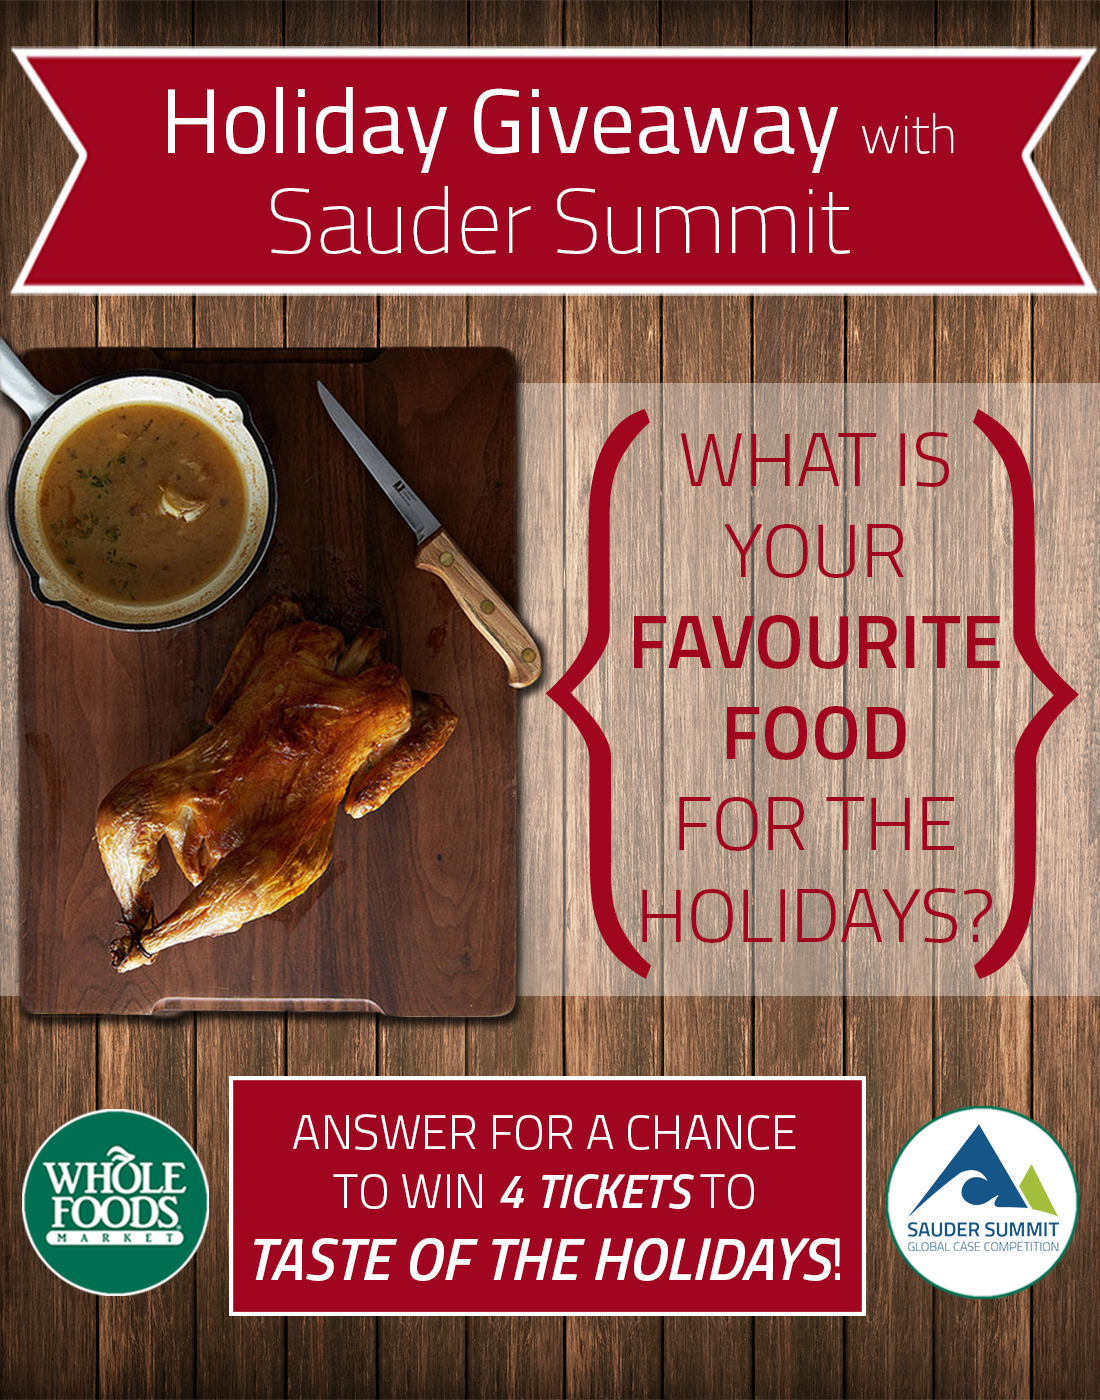 Holiday Giveaway with
Sauder Summit
WHAT IS
YOUR
FAVOURITE
FOOD
FOR THE
HOLIDAYS?
ANSWER FOR A CHANCE
TO WIN 4 TICKETS TO
TASTE OF THE HOLIDAYS!
WHOLE
FOODS
MARKET
SAUDER SUMMIT
GLOBAL CASE COMPETITION